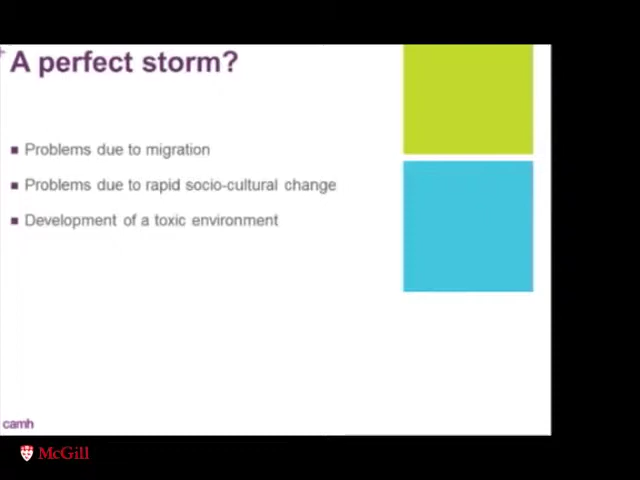 A perfect storm?
Problems due to migration
Problems due to rapid socio-cultural change
Development of a toxic environment
camh
McGill